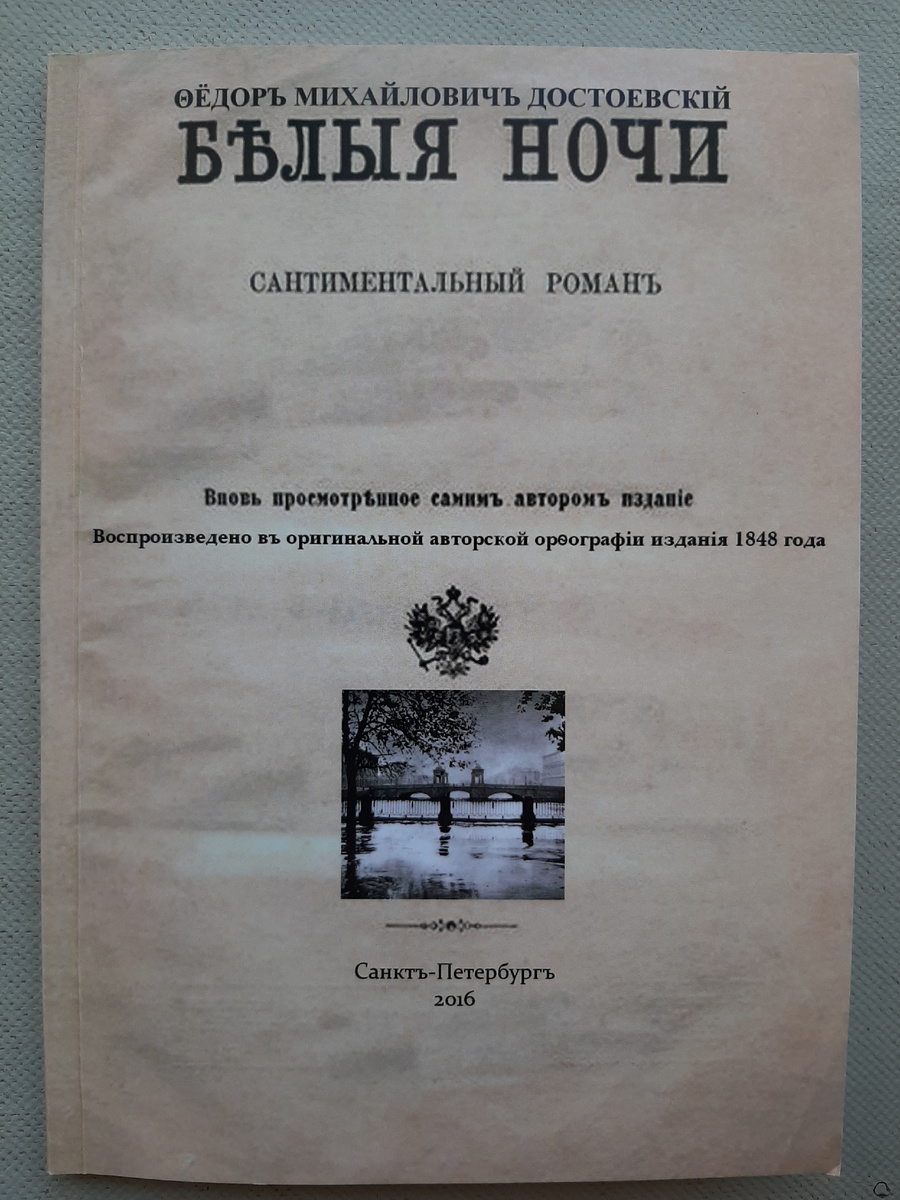 ѲЁДОРЪ МИХАЙЛОВИЧЪ ДОСТОЕВСКІЙ
БѢЛЫЯ НОЧИ
САНТИМЕНТАЛЬНЫЙ РОМАНЪ
Вновь просмотрѣнное самимъ авторомъ изданіе
Воспроизведено въ оригинальной авторской орѳографіи изданія 1848 года
Санктъ-Петербургъ
2016